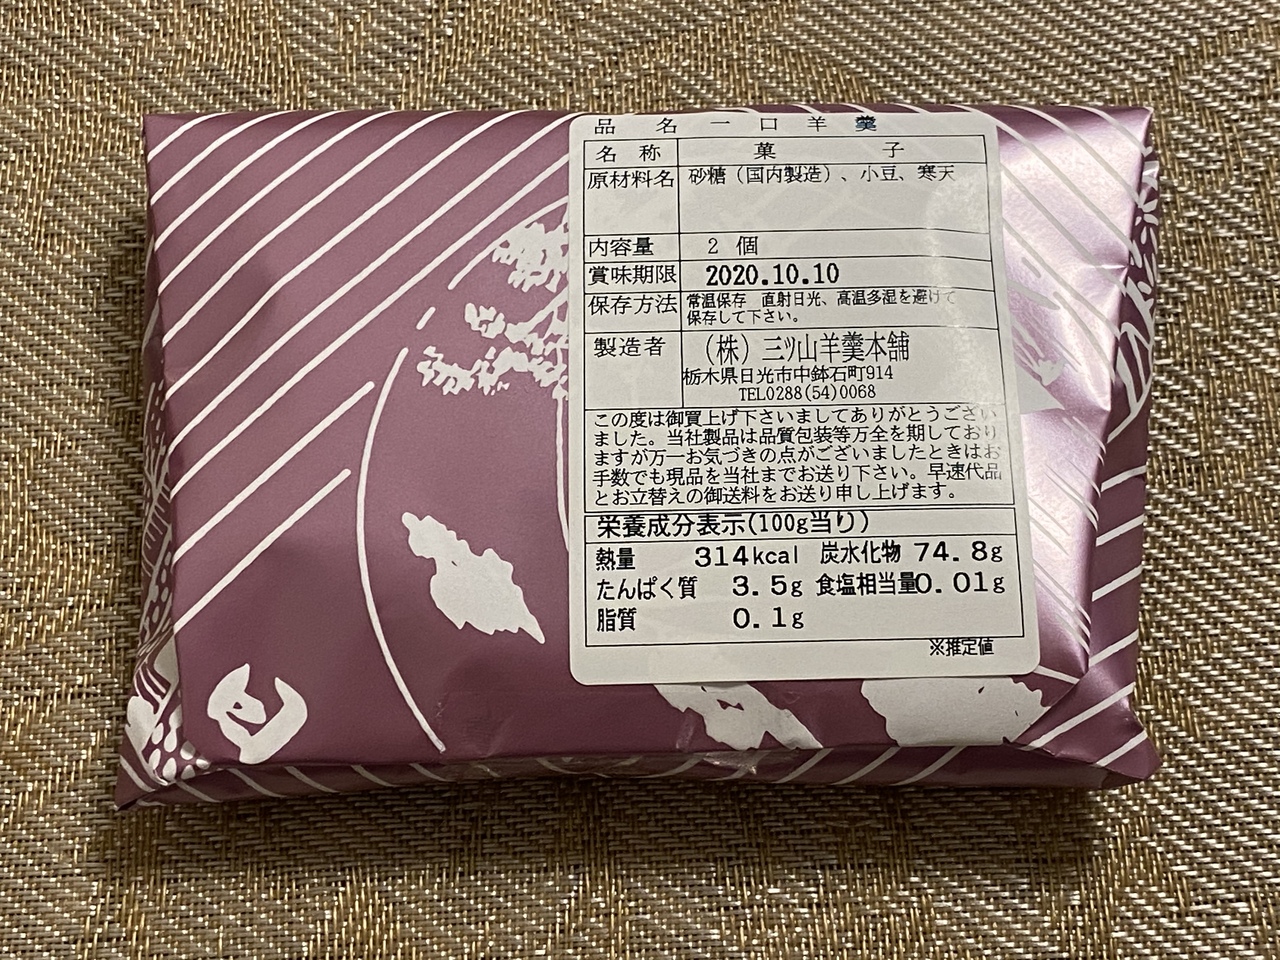 品名 一口羊羹
名称 菓子
原材料名 砂糖（国内製造）、小豆、寒天
内容量 2 個
賞味期限 2020.10.10
保存方法 常温保存 直射日光、高温多湿を避けて
保存して下さい。
製造者 （株）三ッ山羊羹本舗
栃木県日光市中鉢石町914
TEL0288(54)0068
この度は御買上げ下さいましてありがとうござい
ました。当社製品は品質包装等万全を期しており
ますが万一お気づきの点がございましたときはお
手数でも現品を当社までお送り下さい。早速代品
とお立替えの御送料をお送り申し上げます。
栄養成分表示(100g当り)
熱量 314kcal 炭水化物 74.8g
たんぱく質 3.5g 食塩相当量0.01g
脂質 0.1g
※推定値